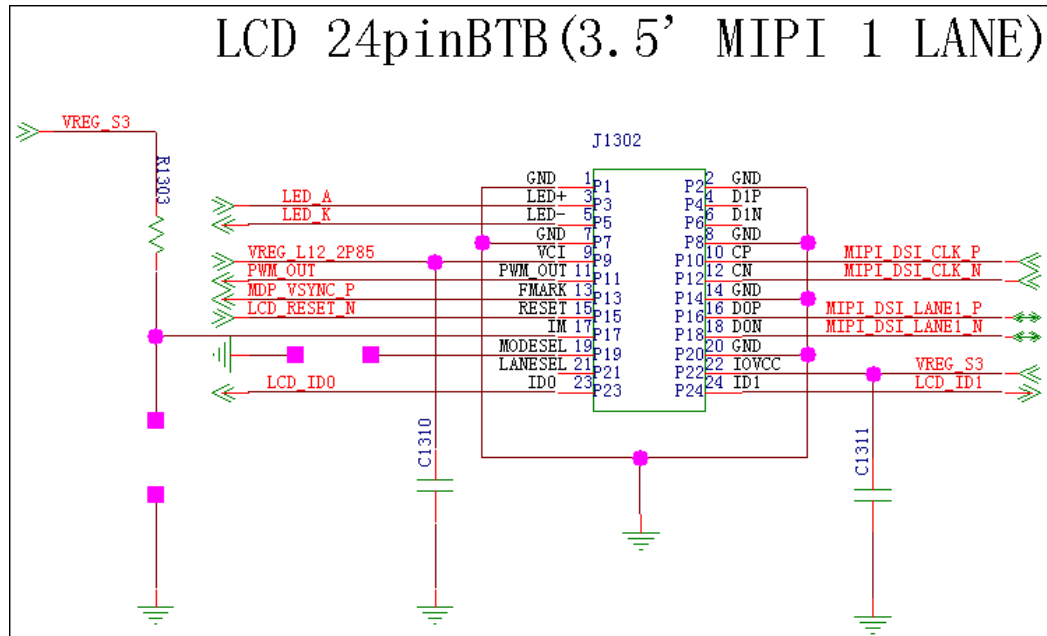 LCD 24pinBTB(3.5' MIPI 1 LANE)
VREG_S3
R1303
J1302
GND 1 P1 P2 2 GND
LED_A LED+ 3 P3 P4 4 D1P
LED_K LED- 5 P5 P6 6 D1N
GND 7 P7 P8 8 GND
VREG_L12_2P85 VCI 9 P9 P10 10 CP MIPI_DSI_CLK_P
PWM_OUT PWM_OUT 11 P11 P12 12 CN MIPI_DSI_CLK_N
MDP_VSYNC_P FMARK 13 P13 P14 14 GND
LCD_RESET_N RESET 15 P15 P16 16 D0P MIPI_DSI_LANE1_P
IM 17 P17 P18 18 D0N MIPI_DSI_LANE1_N
MODESEL 19 P19 P20 20 GND
LANESEL 21 P21 P22 22 IOVCC VREG_S3
LCD_ID0 ID0 23 P23 P24 24 ID1 LCD_ID1
C1310
C1311